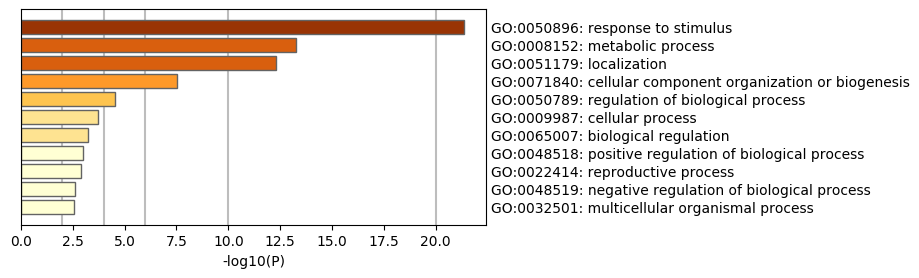 GO:0050896: response to stimulus
GO:0008152: metabolic process
GO:0051179: localization
GO:0071840: cellular component organization or biogenesis
GO:0050789: regulation of biological process
GO:0009987: cellular process
GO:0065007: biological regulation
GO:0048518: positive regulation of biological process
GO:0022414: reproductive process
GO:0048519: negative regulation of biological process
GO:0032501: multicellular organismal process
0.0 2.5 5.0 7.5 10.0 12.5 15.0 17.5 20.0
-log10(P)